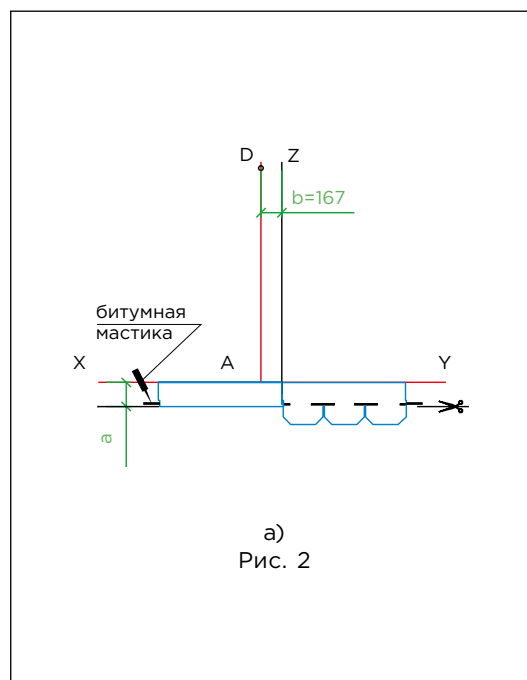 D Z
b=167
битумная
мастика
X A Y
a
а)
Рис. 2